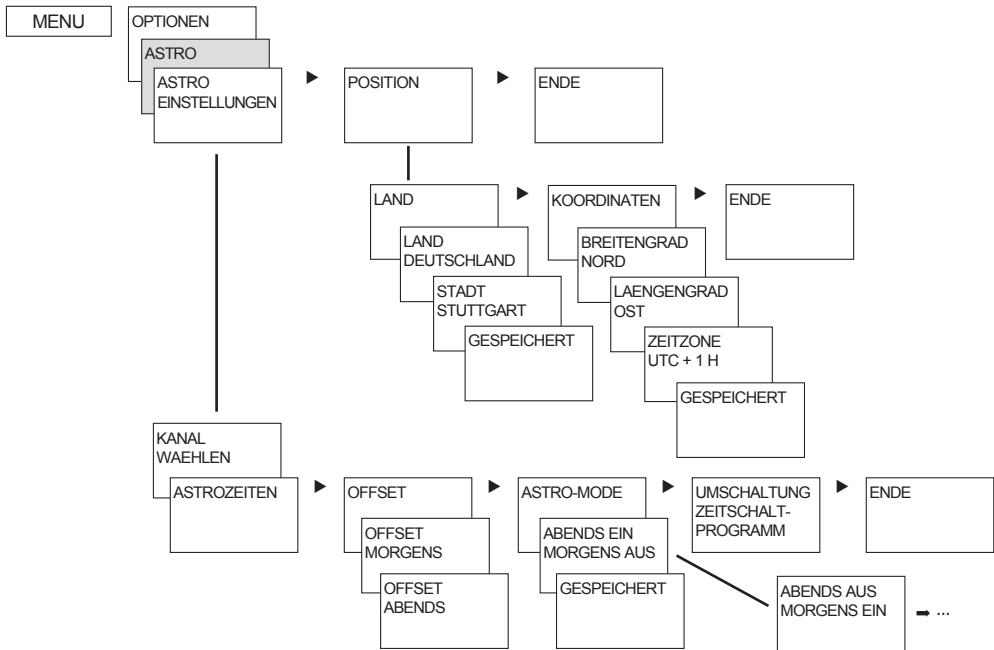 MENU
OPTIONEN
ASTRO
ASTRO
EINSTELLUNGEN
POSITION
ENDE
LAND
LAND
DEUTSCHLAND
STADT
STUTTGART
GESPEICHERT
KOORDINATEN
BREITENGRAD
NORD
LAENGENGRAD
OST
ZEITZONE
UTC + 1 H
GESPEICHERT
ENDE
KANAL
WAEHLEN
ASTROZEITEN
OFFSET
OFFSET
MORGENS
OFFSET
ABENDS
ASTRO-MODE
ABENDS EIN
MORGENS AUS
GESPEICHERT
UMSCHALTUNG
ZEITSCHALT-
PROGRAMM
ENDE
ABENDS AUS
MORGENS EIN
➡ ...